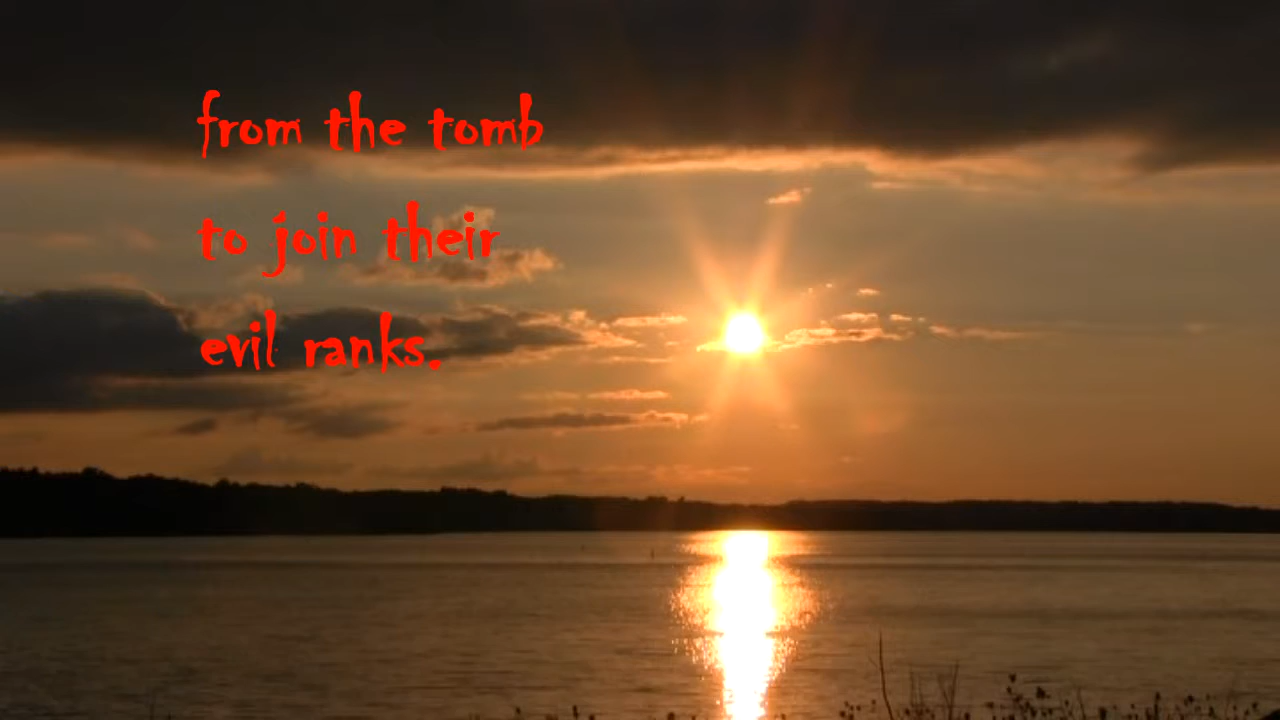 from the tomb
to join their
evil ranks.